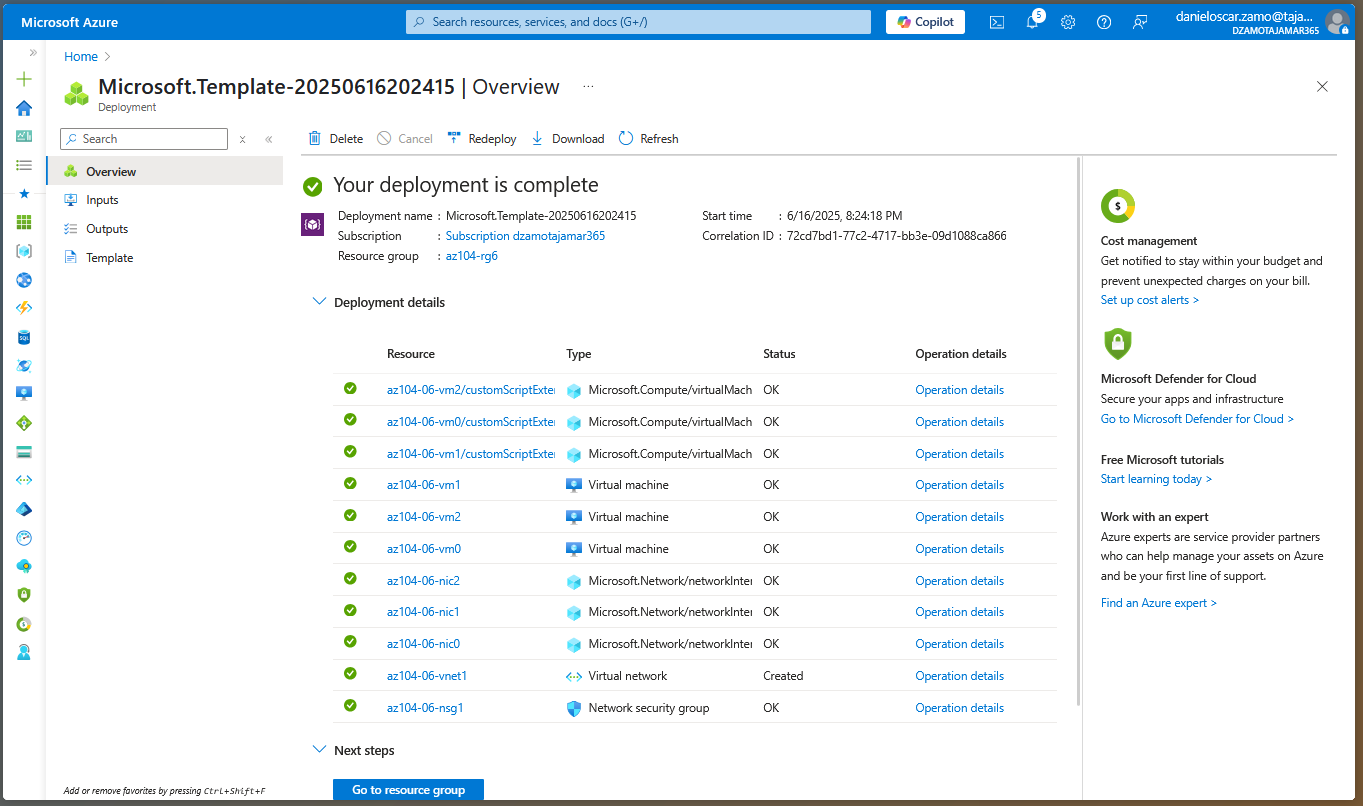 Microsoft Azure
Search resources, services, and docs (G+/)
Copilot
5
danieloscar.zamo@taja...
DZAMOTAJAMAR365
Home
Microsoft.Template-20250616202415 | Overview ...
Deployment
Search
Delete
Cancel
Redeploy
Download
Refresh
Overview
Inputs
Outputs
Template
Your deployment is complete
Deployment name : Microsoft.Template-20250616202415
Subscription : Subscription dzamotajamar365
Resource group : az104-rg6
Start time : 6/16/2025, 8:24:18 PM
Correlation ID : 72cd7bd1-77c2-4717-bb3e-09d1088ca866
Deployment details
Resource Type Status Operation details
az104-06-vm2/customScriptExter Microsoft.Compute/virtualMach OK Operation details
az104-06-vm0/customScriptExter Microsoft.Compute/virtualMach OK Operation details
az104-06-vm1/customScriptExter Microsoft.Compute/virtualMach OK Operation details
az104-06-vm1 Virtual machine OK Operation details
az104-06-vm2 Virtual machine OK Operation details
az104-06-vm0 Virtual machine OK Operation details
az104-06-nic2 Microsoft.Network/networkInter OK Operation details
az104-06-nic1 Microsoft.Network/networkInter OK Operation details
az104-06-nic0 Microsoft.Network/networkInter OK Operation details
az104-06-vnet1 Virtual network Created Operation details
az104-06-nsg1 Network security group OK Operation details
Next steps
Go to resource group
Add or remove favorites by pressing Ctrl+Shift+F
Cost management
Get notified to stay within your budget and
prevent unexpected charges on your bill.
Set up cost alerts >
Microsoft Defender for Cloud
Secure your apps and infrastructure
Go to Microsoft Defender for Cloud >
Free Microsoft tutorials
Start learning today >
Work with an expert
Azure experts are service provider partners
who can help manage your assets on Azure
and be your first line of support.
Find an Azure expert >